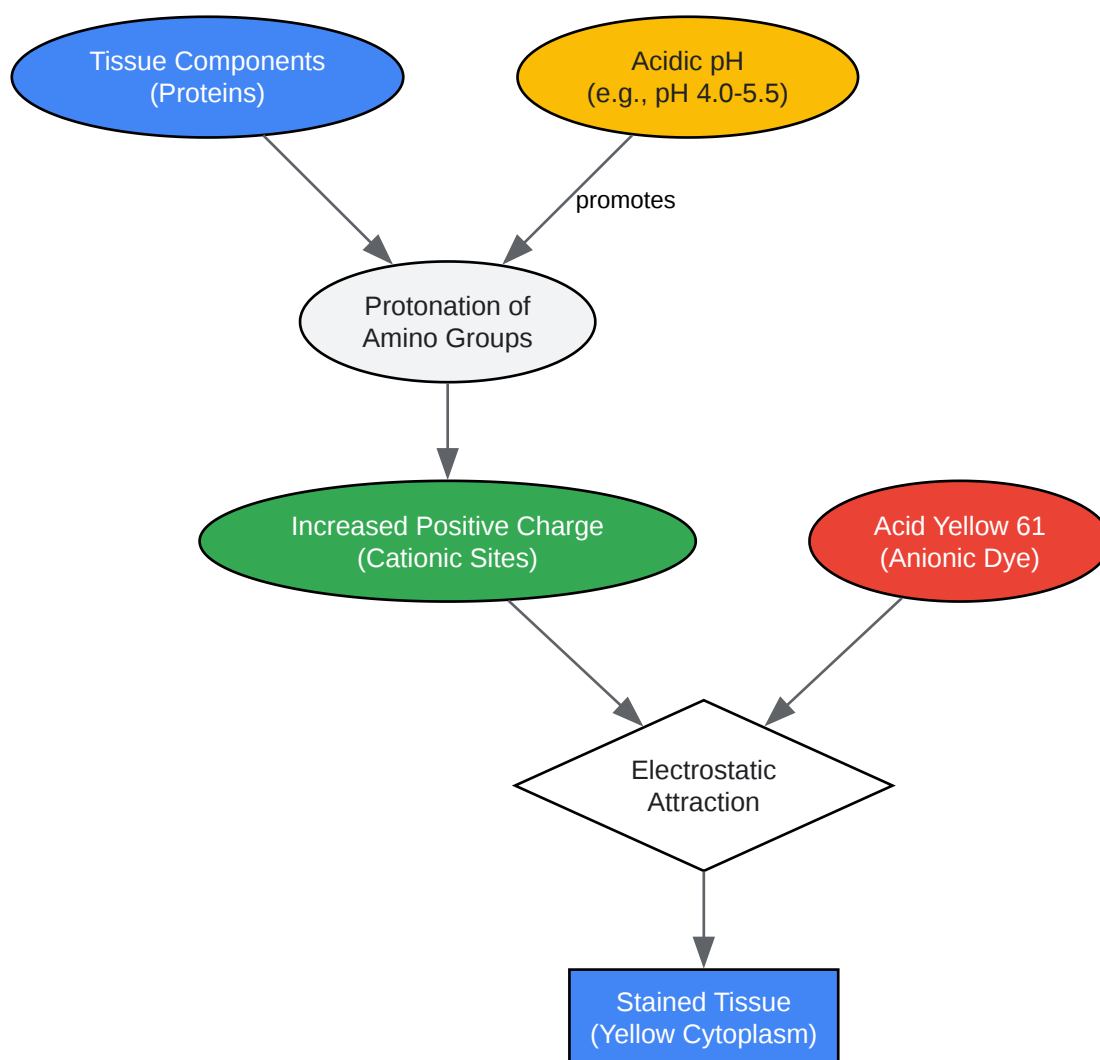 Tissue Components
(Proteins)
Acidic pH
(e.g., pH 4.0-5.5)
promotes
Protonation of
Amino Groups
Increased Positive Charge
(Cationic Sites)
Acid Yellow 61
(Anionic Dye)
Electrostatic
Attraction
Stained Tissue
(Yellow Cytoplasm)